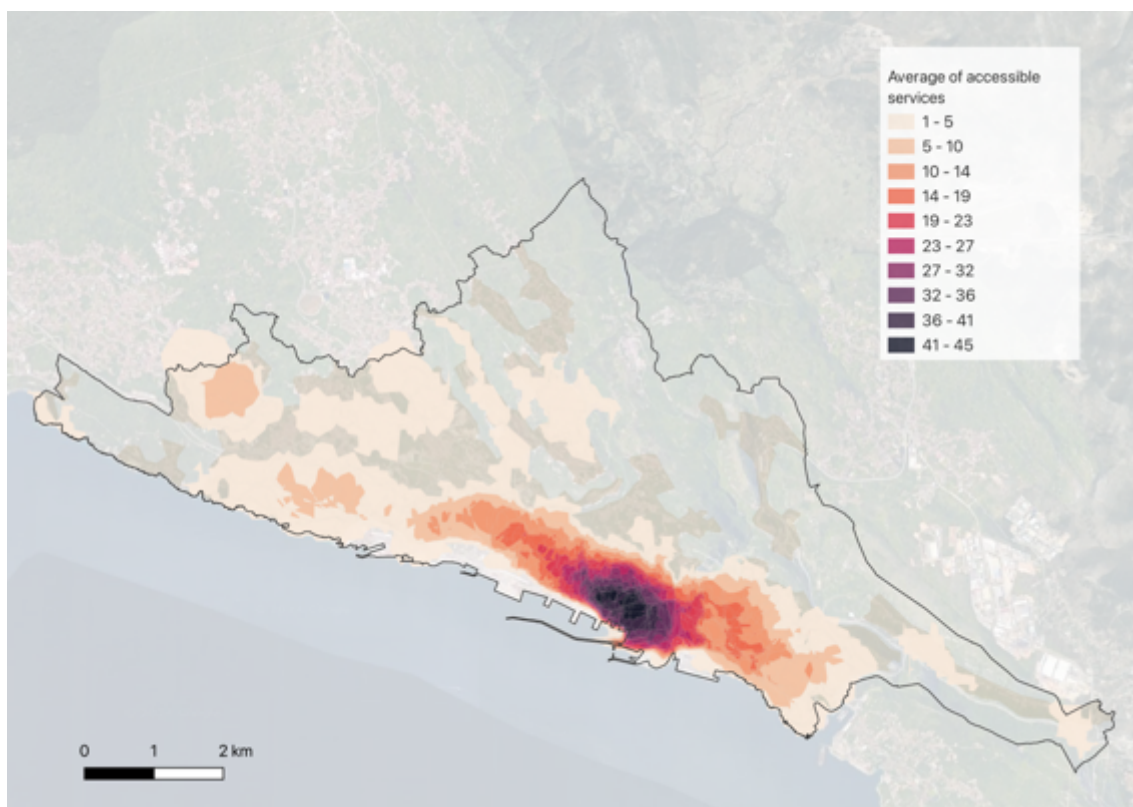 Average of accessible
services
1 - 5
5 - 10
10 - 14
14 - 19
19 - 23
23 - 27
27 - 32
32 - 36
36 - 41
41 - 45
0 1 2 km